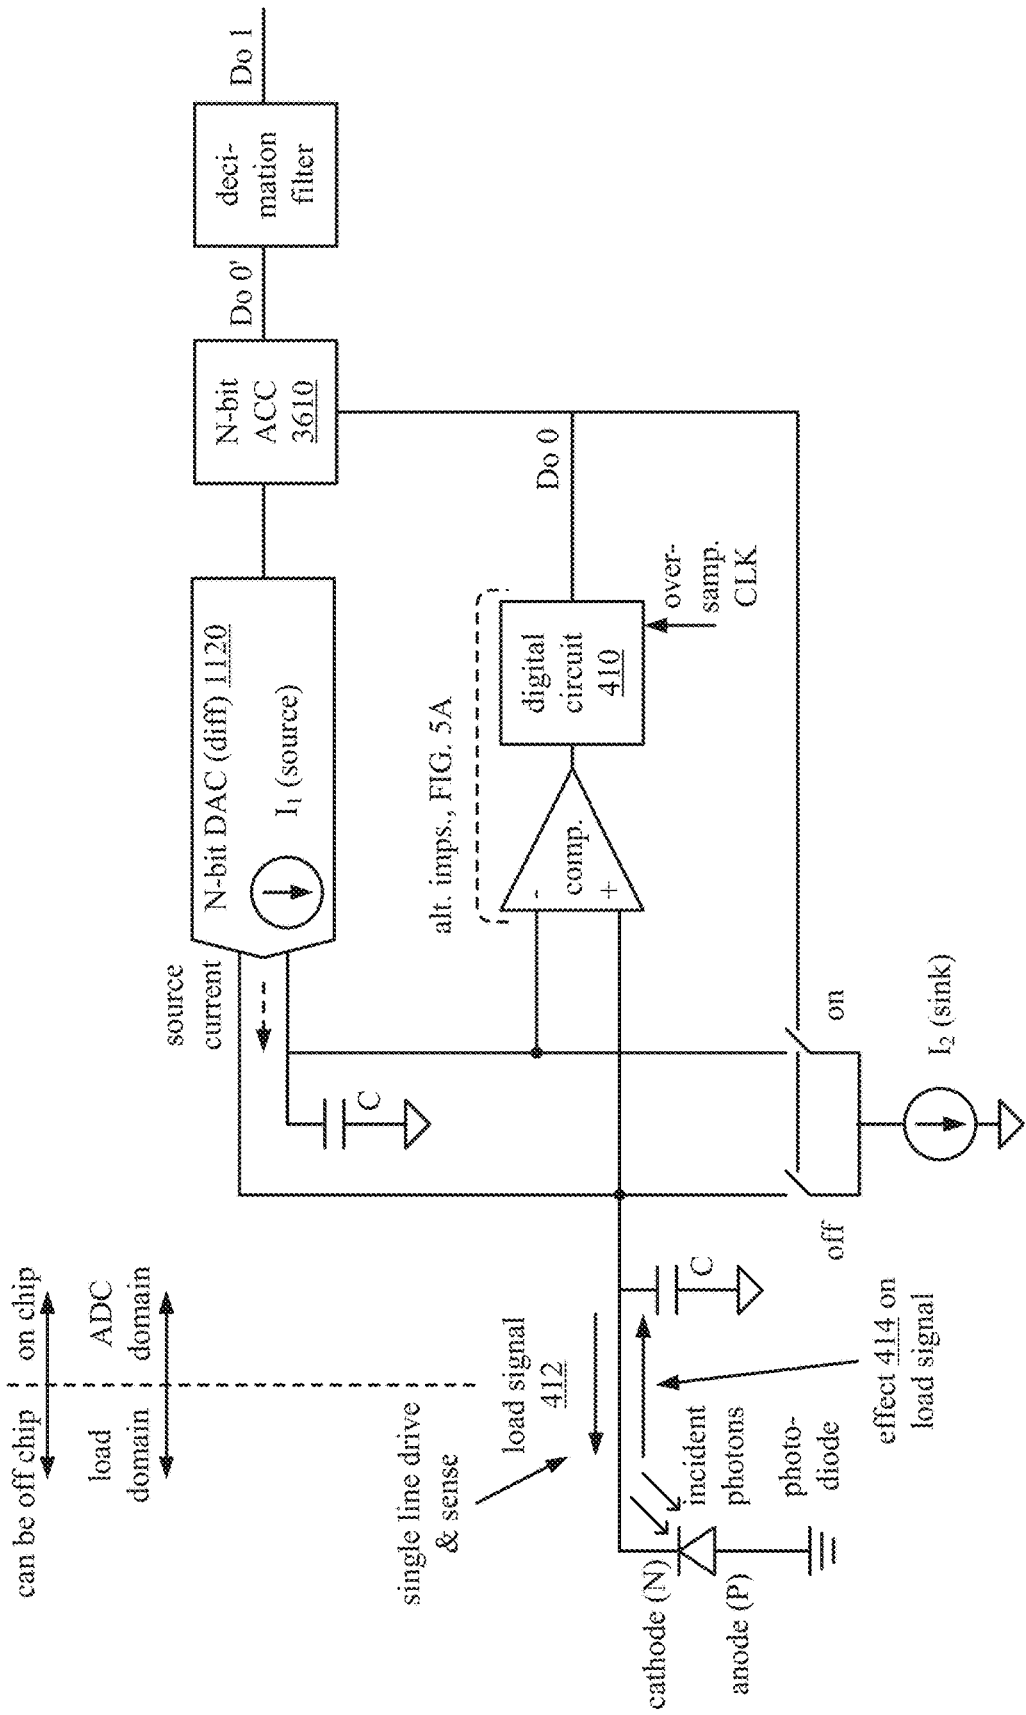 can be off chip
on chip
load
domain
ADC
domain
single line drive
& sense
load signal
412
source
current
N-bit DAC (diff) 1120
I1 (source)
N-bit
ACC
3610
Do 0'
deci-
mation
filter
Do 1
C
alt. imps., FIG. 5A
-
comp.
+
digital
circuit
410
Do 0
over-
samp.
CLK
cathode (N)
anode (P)
incident
photons
photo-
diode
C
effect 414 on
load signal
off
on
I2 (sink)